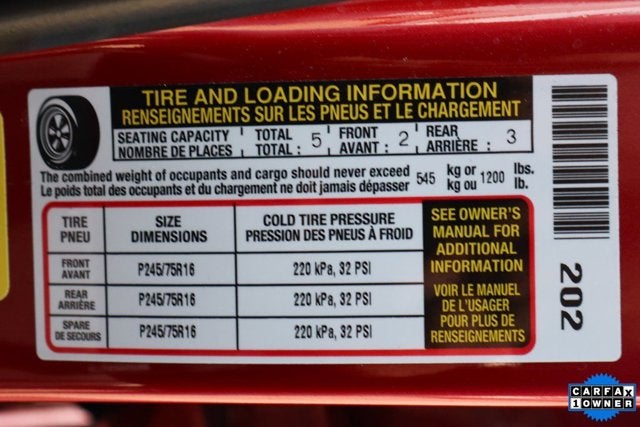 TIRE AND LOADING INFORMATION
RENSEIGNEMENTS SUR LES PNEUS ET LE CHARGEMENT
SEATING CAPACITY TOTAL 5 FRONT 2 REAR 3
NOMBRE DE PLACES TOTAL : AVANT : ARRIÈRE :
The combined weight of occupants and cargo should never exceed 545 kg or 1200 lbs.
Le poids total des occupants et du chargement ne doit jamais dépasser kg ou lb.
TIRE SIZE COLD TIRE PRESSURE
PNEU DIMENSIONS PRESSION DES PNEUS À FROID
FRONT
AVANT P245/75R16 220 kPa, 32 PSI
REAR
ARRIÈRE P245/75R16 220 kPa, 32 PSI
SPARE
DE SECOURS P245/75R16 220 kPa, 32 PSI
SEE OWNER'S
MANUAL FOR
ADDITIONAL
INFORMATION
VOIR LE MANUEL
DE L'USAGER
POUR PLUS DE
RENSEIGNEMENTS
202
CARFAX
1 OWNER